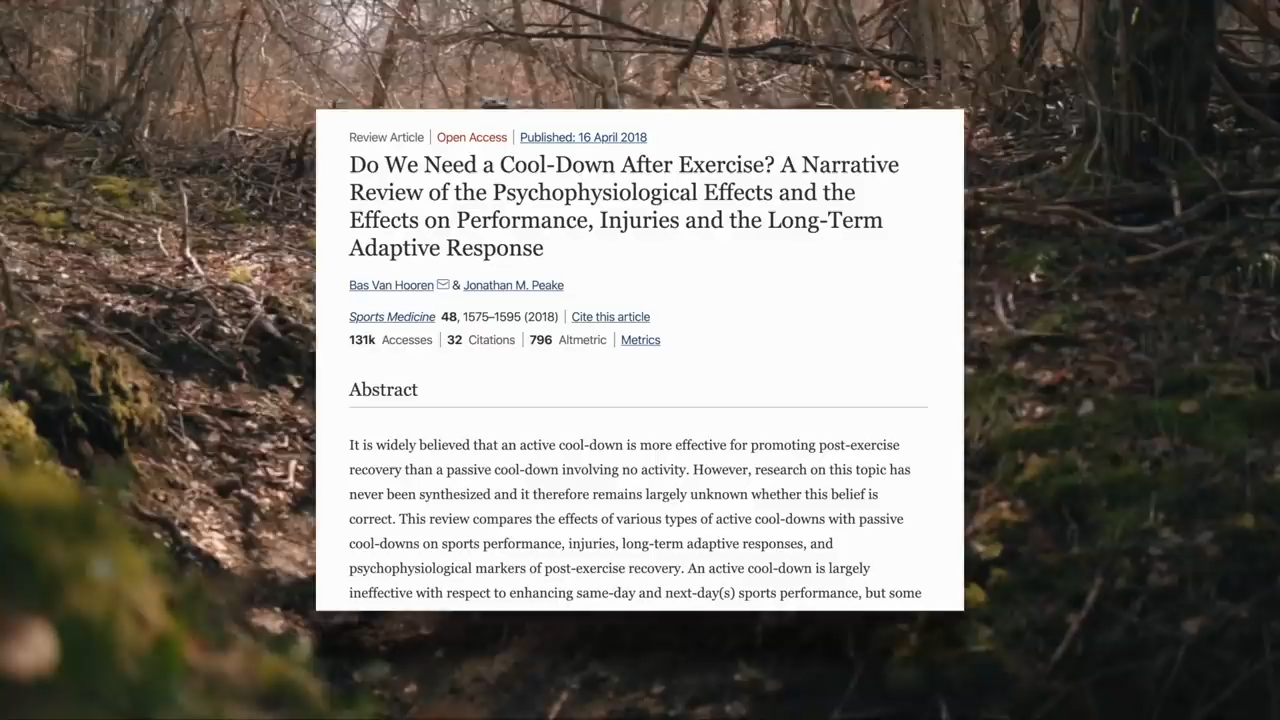 Review Article | Open Access | Published: 16 April 2018
Do We Need a Cool-Down After Exercise? A Narrative
Review of the Psychophysiological Effects and the
Effects on Performance, Injuries and the Long-Term
Adaptive Response
Bas Van Hooren & Jonathan M. Peake
Sports Medicine 48, 1575–1595 (2018) | Cite this article
131k Accesses | 32 Citations | 796 Altmetric | Metrics
Abstract
It is widely believed that an active cool-down is more effective for promoting post-exercise
recovery than a passive cool-down involving no activity. However, research on this topic has
never been synthesized and it therefore remains largely unknown whether this belief is
correct. This review compares the effects of various types of active cool-downs with passive
cool-downs on sports performance, injuries, long-term adaptive responses, and
psychophysiological markers of post-exercise recovery. An active cool-down is largely
ineffective with respect to enhancing same-day and next-day(s) sports performance, but some